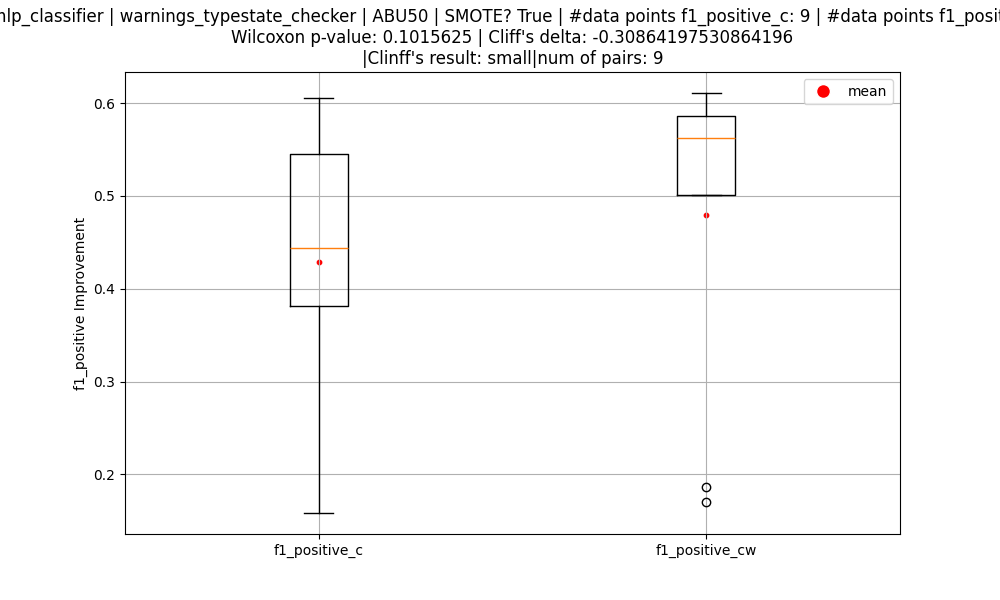 | warnings_typestate_checker | ABU50 | SMOTE? True | #data points f1_positive_c: 9 | #data points
Wilcoxon p-value: 0.1015625 | Cliff's delta: -0.30864197530864196
|Clinff's result: small|num of pairs: 9
mean
0.6
0.5
0.4
0.3
0.2
f1_positive Improvement
f1_positive_c
f1_positive_cw